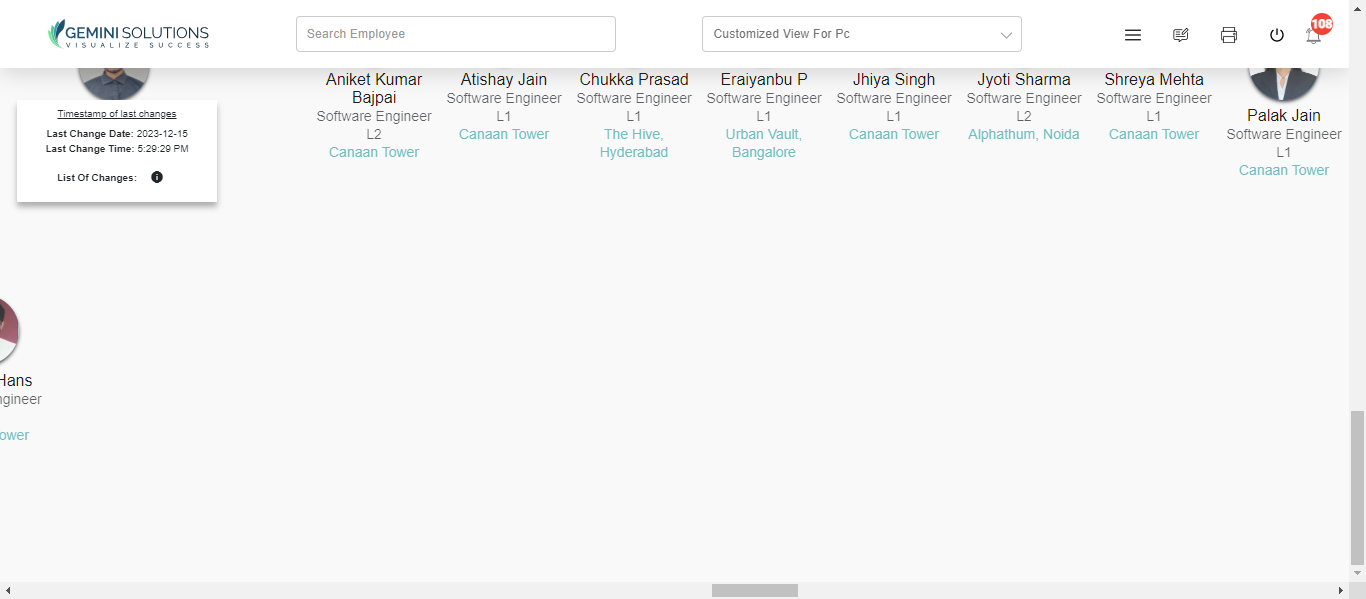 GEMINI SOLUTIONS
VISUALIZE SUCCESS
Search Employee
Customized View For Pc
108
Timestamp of last changes
Last Change Date: 2023-12-15
Last Change Time: 5:29:29 PM
List Of Changes:
Aniket Kumar
Bajpai
Software Engineer
L2
Canaan Tower
Atishay Jain
Software Engineer
L1
Canaan Tower
Chukka Prasad
Software Engineer
L1
The Hive,
Hyderabad
Eraiyanbu P
Software Engineer
L1
Urban Vault,
Bangalore
Jhiya Singh
Software Engineer
L1
Canaan Tower
Jyoti Sharma
Software Engineer
L2
Alphathum, Noida
Shreya Mehta
Software Engineer
L1
Canaan Tower
Palak Jain
Software Engineer
L1
Canaan Tower
Hans
ngineer
ower